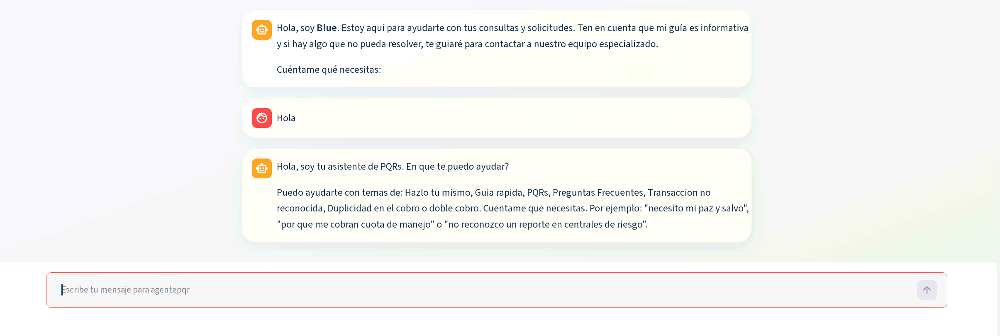 Hola, soy Blue. Estoy aquí para ayudarte con tus consultas y solicitudes. Ten en cuenta que mi guía es informativa
y si hay algo que no pueda resolver, te guiaré para contactar a nuestro equipo especializado.
Cuéntame qué necesitas:
Hola
Hola, soy tu asistente de PQRs. En que te puedo ayudar?
Puedo ayudarte con temas de: Hazlo tu mismo, Guia rapida, PQRs, Preguntas Frecuentes, Transaccion no
reconocida, Duplicidad en el cobro o doble cobro. Cuentame que necesitas. Por ejemplo: "necesito mi paz y salvo",
"por que me cobran cuota de manejo" o "no reconozco un reporte en centrales de riesgo".
Escribe tu mensaje para agentepqr